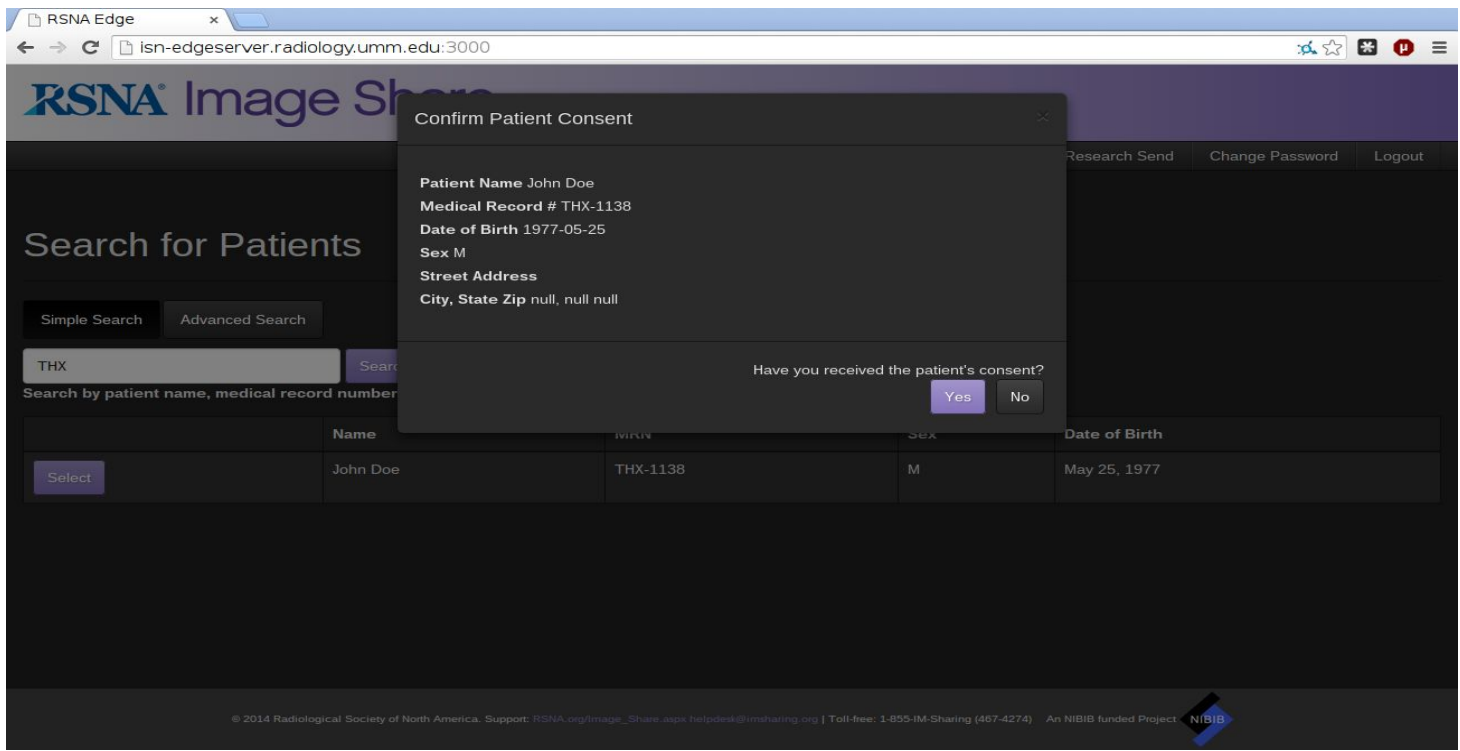 RSNA Edge
isn-edgeserver.radiology.umm.edu:3000
RSNA Image Share
Confirm Patient Consent
Research Send Change Password Logout
Patient Name John Doe
Medical Record # THX-1138
Date of Birth 1977-05-25
Sex M
Street Address
City, State Zip null, null null
Search for Patients
Simple Search Advanced Search
THX
Sear
Have you received the patient's consent?
Yes No
Search by patient name, medical record number
Name MRN Sex Date of Birth
Select John Doe THX-1138 M May 25, 1977
© 2014 Radiological Society of North America. Support: RSNA.org/Image_Share.aspx helpdesk@imsharing.org | Toll-free: 1-855-IM-Sharing (467-4274) An NIBIB funded Project NIBIB